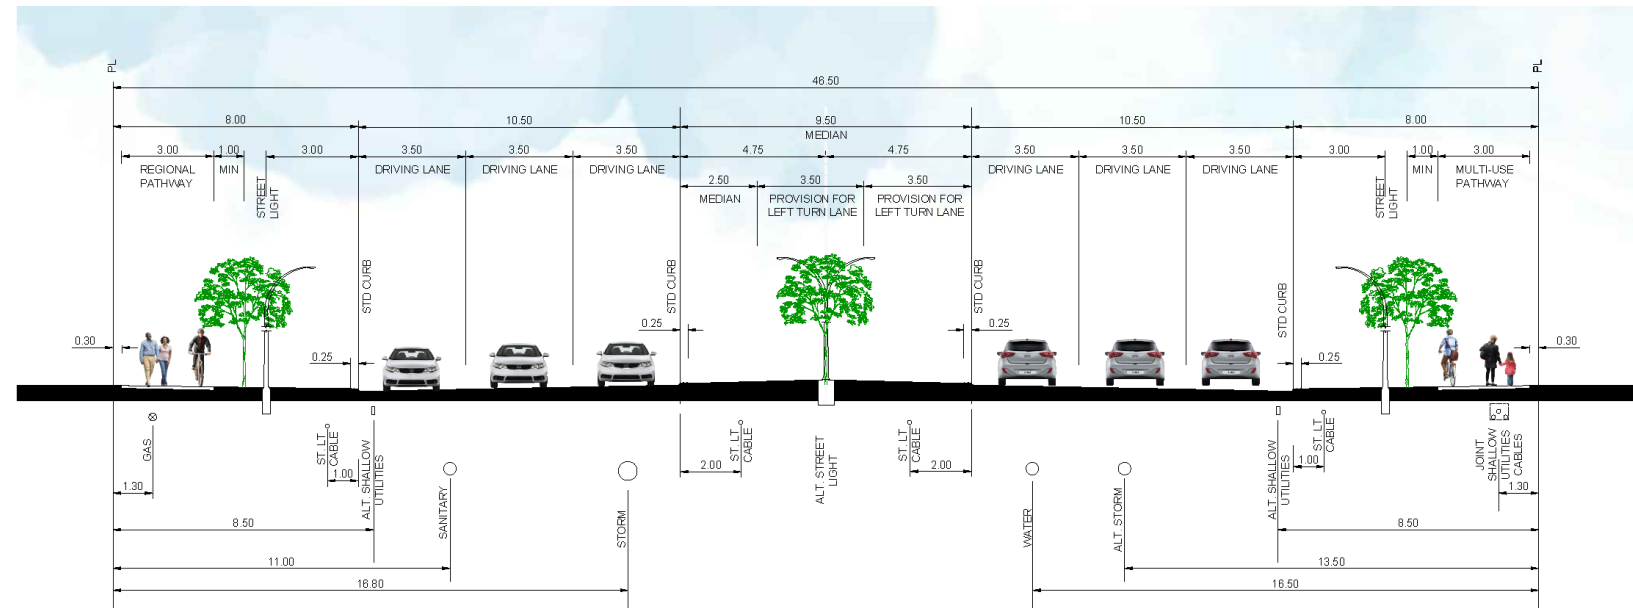 PL
PL
46.50
8.00
10.50
9.50
10.50
8.00
MEDIAN
3.00
1.00
3.00
3.50
3.50
3.50
4.75
4.75
3.50
3.50
3.50
3.00
1.00
3.00
REGIONAL
PATHWAY
MIN
STREET
LIGHT
DRIVING LANE
DRIVING LANE
DRIVING LANE
2.50
3.50
3.50
MEDIAN
PROVISION FOR
LEFT TURN LANE
PROVISION FOR
LEFT TURN LANE
DRIVING LANE
DRIVING LANE
DRIVING LANE
STREET
LIGHT
MIN
MULTI-USE
PATHWAY
STD CURB
STD CURB
STD CURB
STD CURB
0.30
0.25
0.25
0.25
0.25
0.30
GAS
ST. LT
CABLE
ALT. SHALLOW
UTILITIES
SANITARY
STORM
ST. LT
CABLE
ALT. STREET
LIGHT
ST. LT
CABLE
WATER
ALT. STORM
ALT. SHALLOW
UTILITIES
ST. LT
CABLE
JOINT
SHALLOW
UTILITIES
CABLES
1.00
2.00
2.00
1.00
1.30
1.30
8.50
8.50
11.00
13.50
16.80
16.50